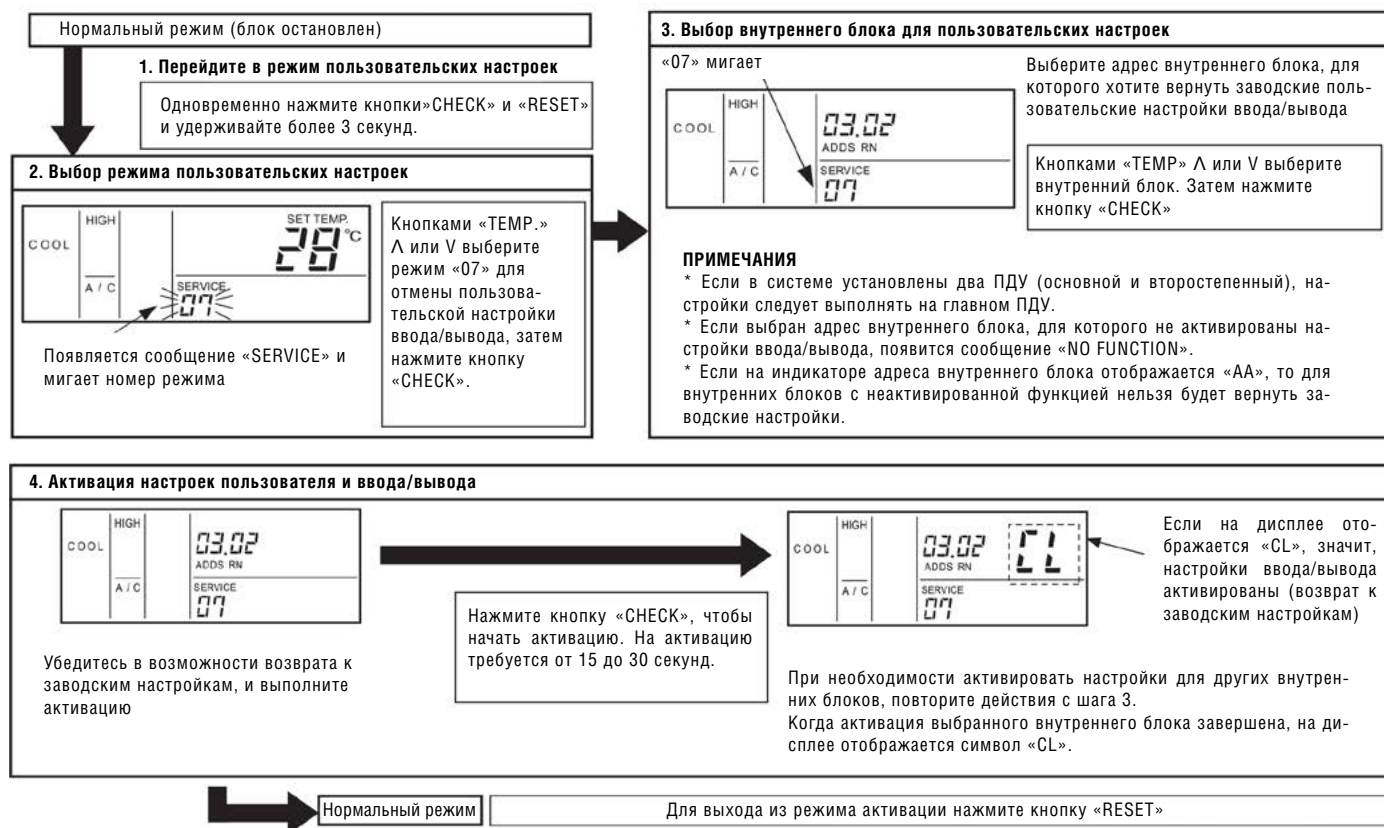 Нормальный режим (блок остановлен)
1. Перейдите в режим пользовательских настроек
Одновременно нажмите кнопки»CHECK» и «RESET»
и удерживайте более 3 секунд.
2. Выбор режима пользовательских настроек
COOL
HIGH
A / C
SET TEMP.
28 °C
SERVICE
07
Появляется сообщение «SERVICE» и
мигает номер режима
Кнопками «TEMP.»
Λ или V выберите
режим «07» для
отмены пользова-
тельской настройки
ввода/вывода, затем
нажмите кнопку
«CHECK».
3. Выбор внутреннего блока для пользовательских настроек
«07» мигает
COOL
HIGH
A / C
03.02
ADDS RN
SERVICE
07
Выберите адрес внутреннего блока, для
которого хотите вернуть заводские поль-
зовательские настройки ввода/вывода
Кнопками «TEMP» Λ или V выберите
внутренний блок. Затем нажмите
кнопку «CHECK»
ПРИМЕЧАНИЯ
* Если в системе установлены два ПДУ (основной и второстепенный), на-
стройки следует выполнять на главном ПДУ.
* Если выбран адрес внутреннего блока, для которого не активированы на-
стройки ввода/вывода, появится сообщение «NO FUNCTION».
* Если на индикаторе адреса внутреннего блока отображается «АА», то для
внутренних блоков с неактивированной функцией нельзя будет вернуть за-
водские настройки.
4. Активация настроек пользователя и ввода/вывода
COOL
HIGH
A / C
03.02
ADDS RN
SERVICE
07
Убедитесь в возможности возврата к
заводским настройкам, и выполните
активацию
Нажмите кнопку «CHECK», чтобы
начать активацию. На активацию
требуется от 15 до 30 секунд.
COOL
HIGH
A / C
03.02
ADDS RN
CL
SERVICE
07
Если на дисплее ото-
бражается «CL», значит,
настройки ввода/вывода
активированы (возврат к
заводским настройкам)
При необходимости активировать настройки для других внутрен-
них блоков, повторите действия с шага 3.
Когда активация выбранного внутреннего блока завершена, на ди-
сплее отображается символ «CL».
Нормальный режим
Для выхода из режима активации нажмите кнопку «RESET»